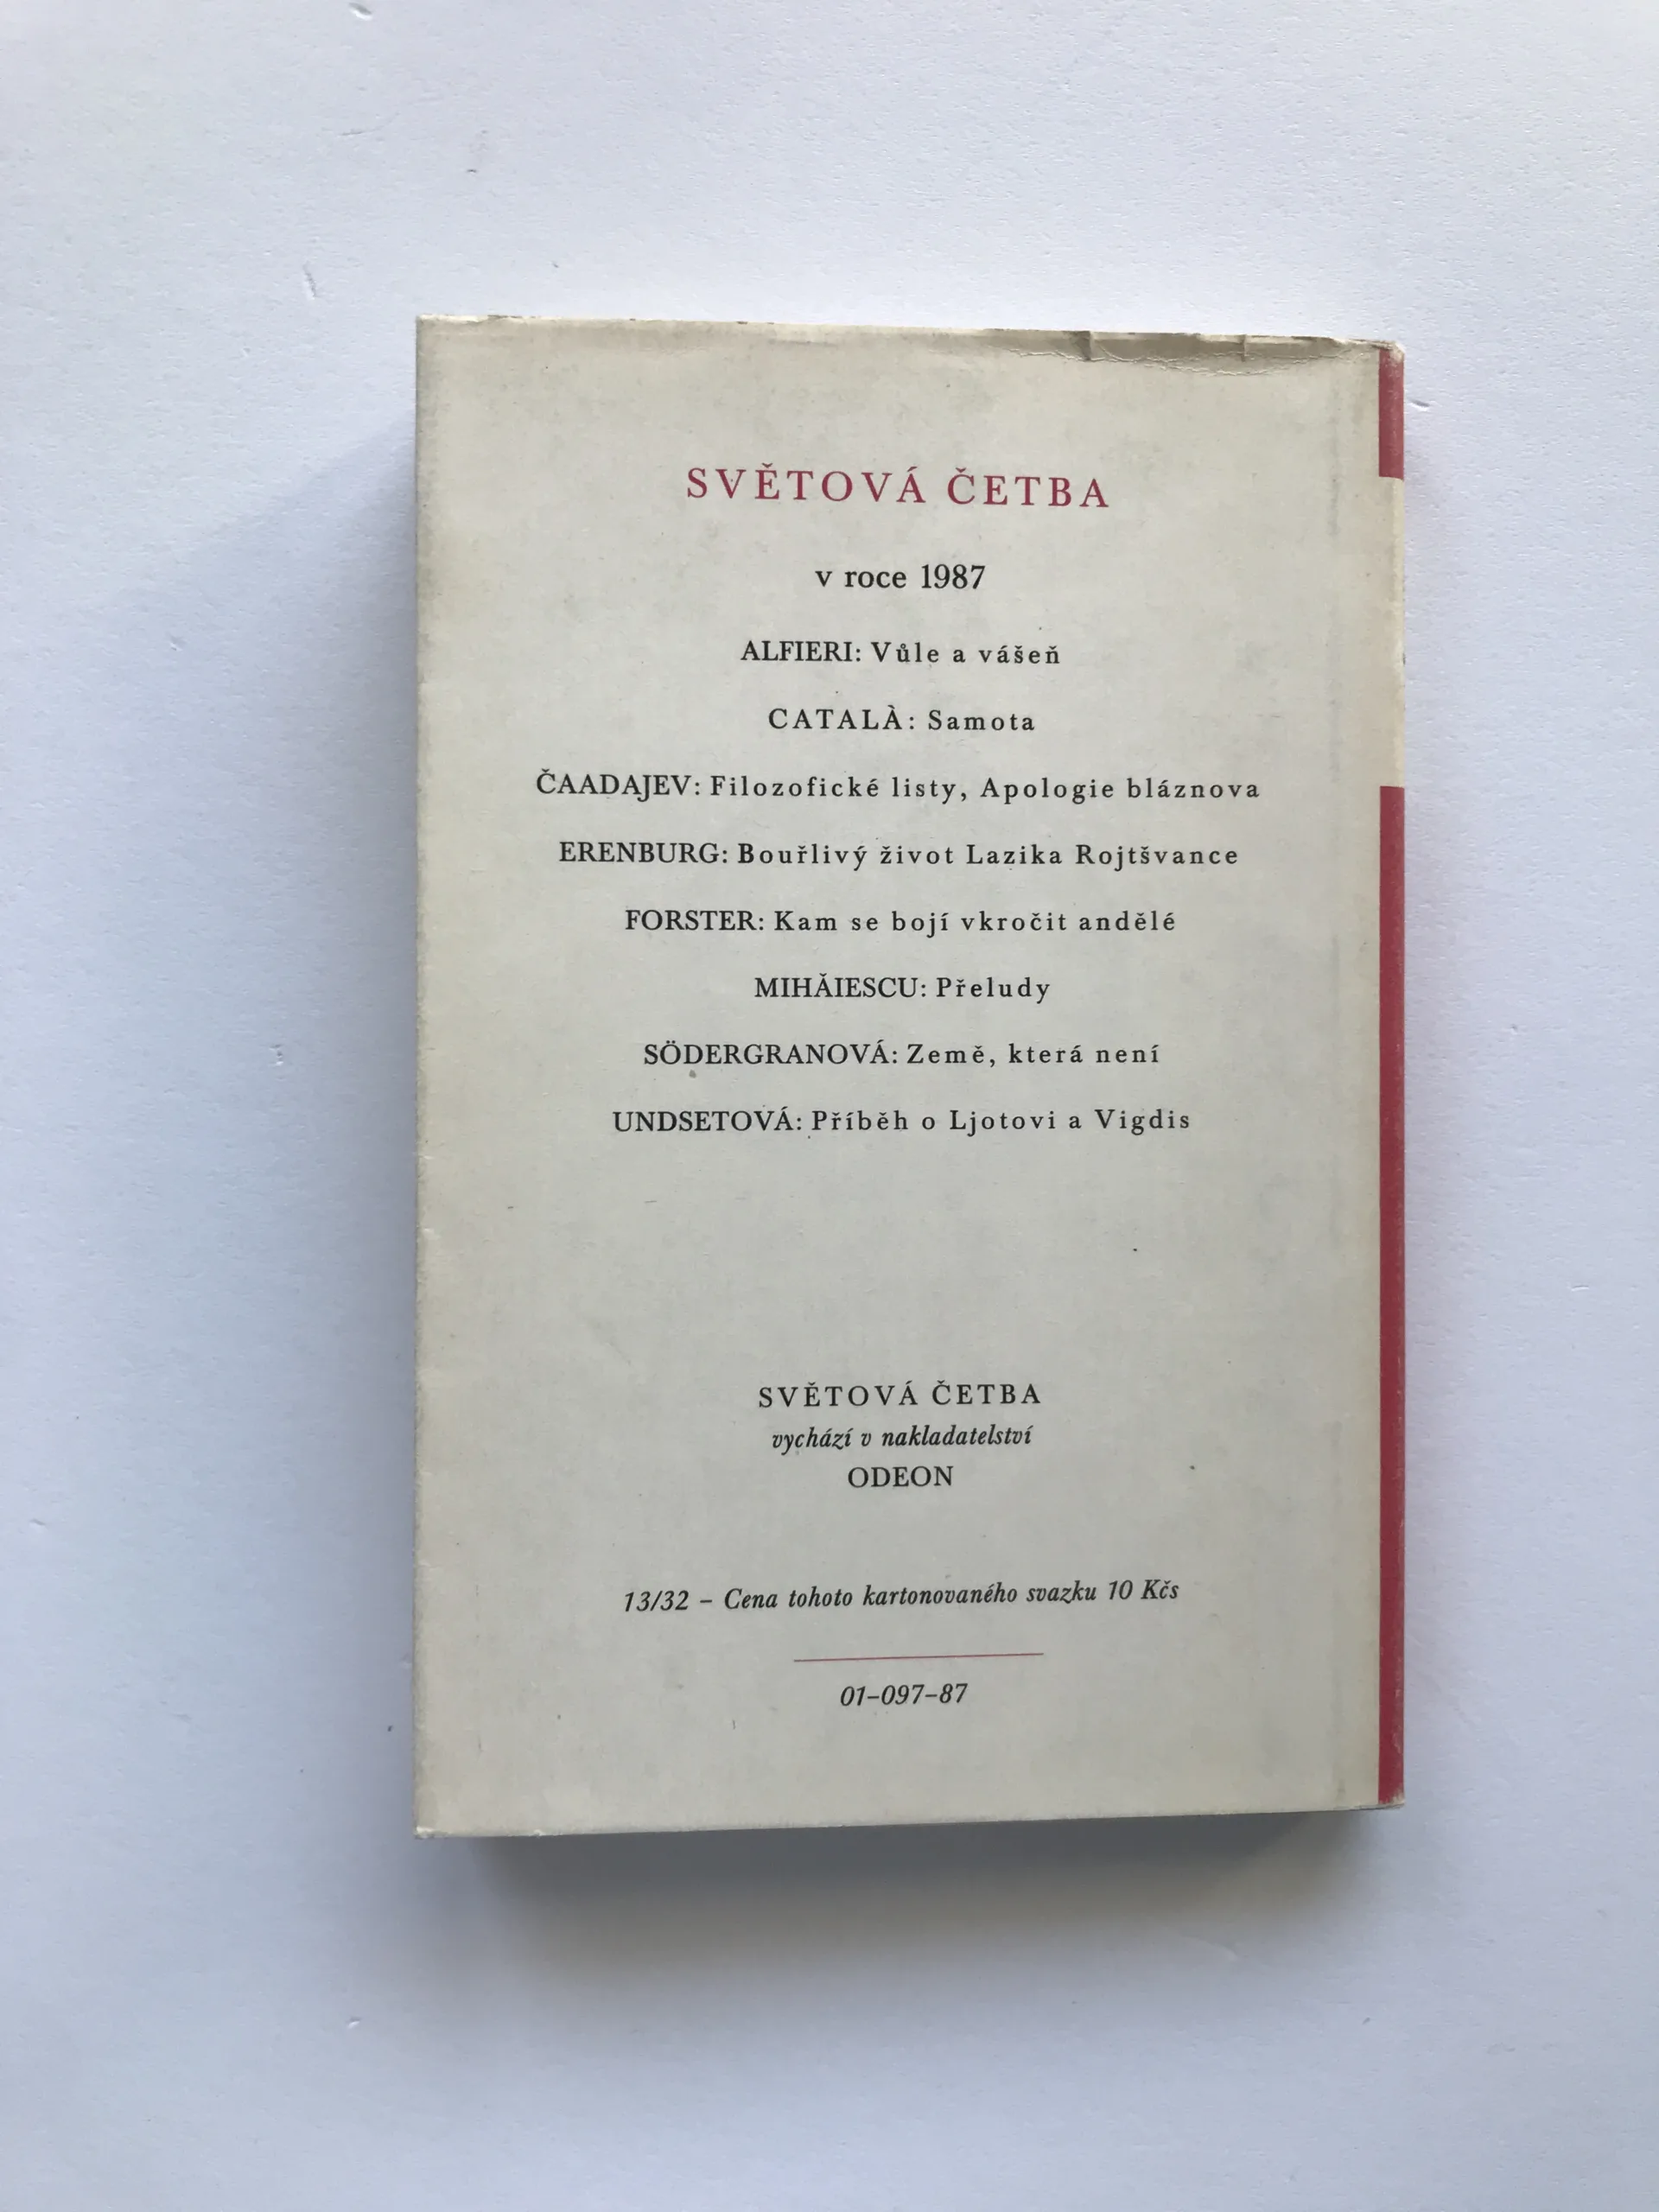 SVĚTOVÁ ČETBA
v roce 1987
ALFIERI: Vůle a vášeň
CATALÀ: Samota
ČAADAJEV: Filozofické listy, Apologie bláznova
ERENBURG: Bouřlivý život Lazika Rojtšvance
FORSTER: Kam se bojí vkročit andělé
MIHĂIESCU: Přeludy
SÖDERGRANOVÁ: Země, která není
UNDSETOVÁ: Příběh o Ljotovi a Vigdis
SVĚTOVÁ ČETBA
vychází v nakladatelství
ODEON
13/32 – Cena tohoto kartonovaného svazku 10 Kčs
01–097–87